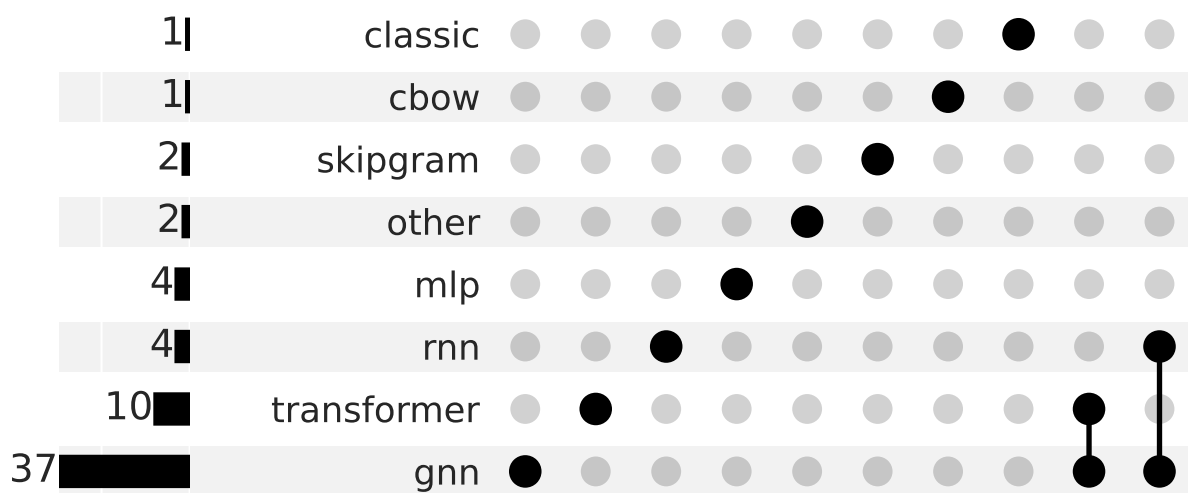 1 classic
1 cbow
2 skipgram
2 other
4 mlp
4 rnn
10 transformer
37 gnn